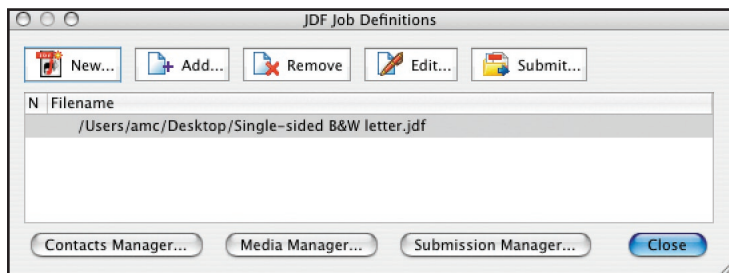 JDF Job Definitions
New... Add... Remove Edit... Submit...
N Filename
/Users/amc/Desktop/Single-sided B&W letter.jdf
Contacts Manager... Media Manager... Submission Manager... Close